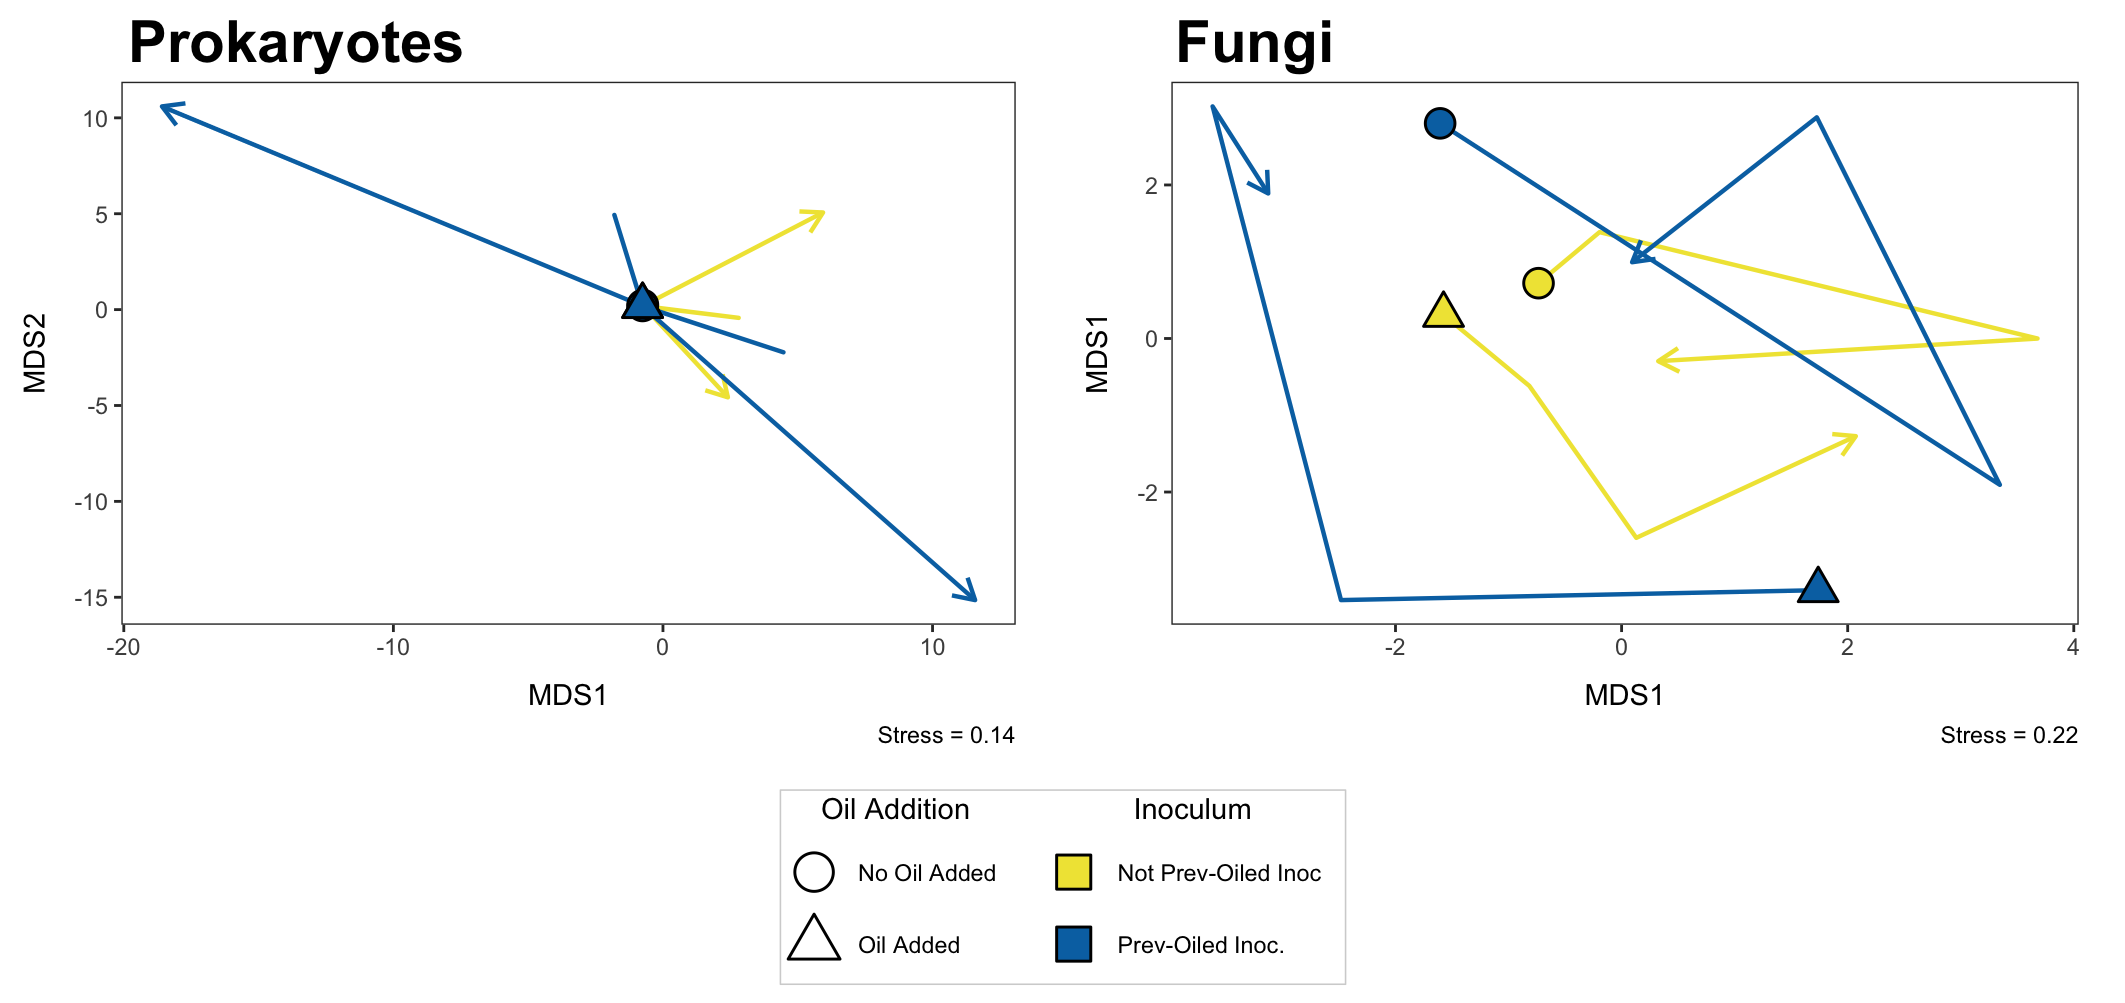 Prokaryotes
Fungi
10
5
0
-5
-10
-15
MDS2
-20
-10
0
10
MDS1
Stress = 0.14
2
0
-2
MDS1
-2
0
2
4
MDS1
Stress = 0.22
Oil Addition
No Oil Added
Oil Added
Inoculum
Not Prev-Oiled Inoc
Prev-Oiled Inoc.